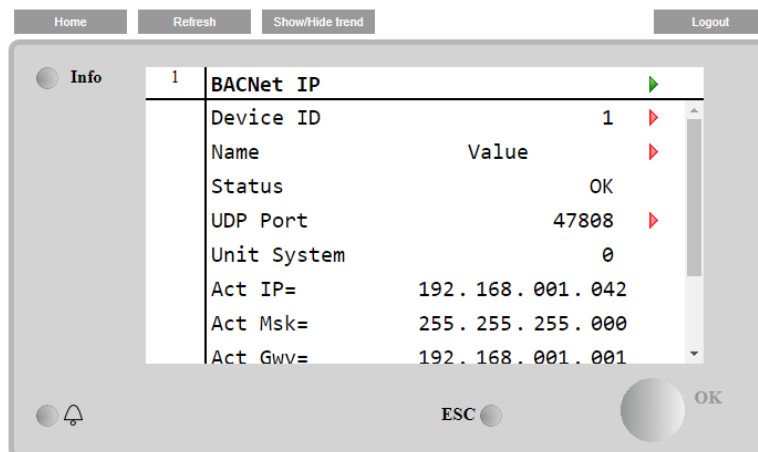 Home Refresh Show/Hide trend Logout
Info
1 BACNet IP
Device ID 1
Name Value
Status OK
UDP Port 47808
Unit System 0
Act IP= 192.168.001.042
Act Msk= 255.255.255.000
Act Gwy= 192.168.001.001
ESC OK